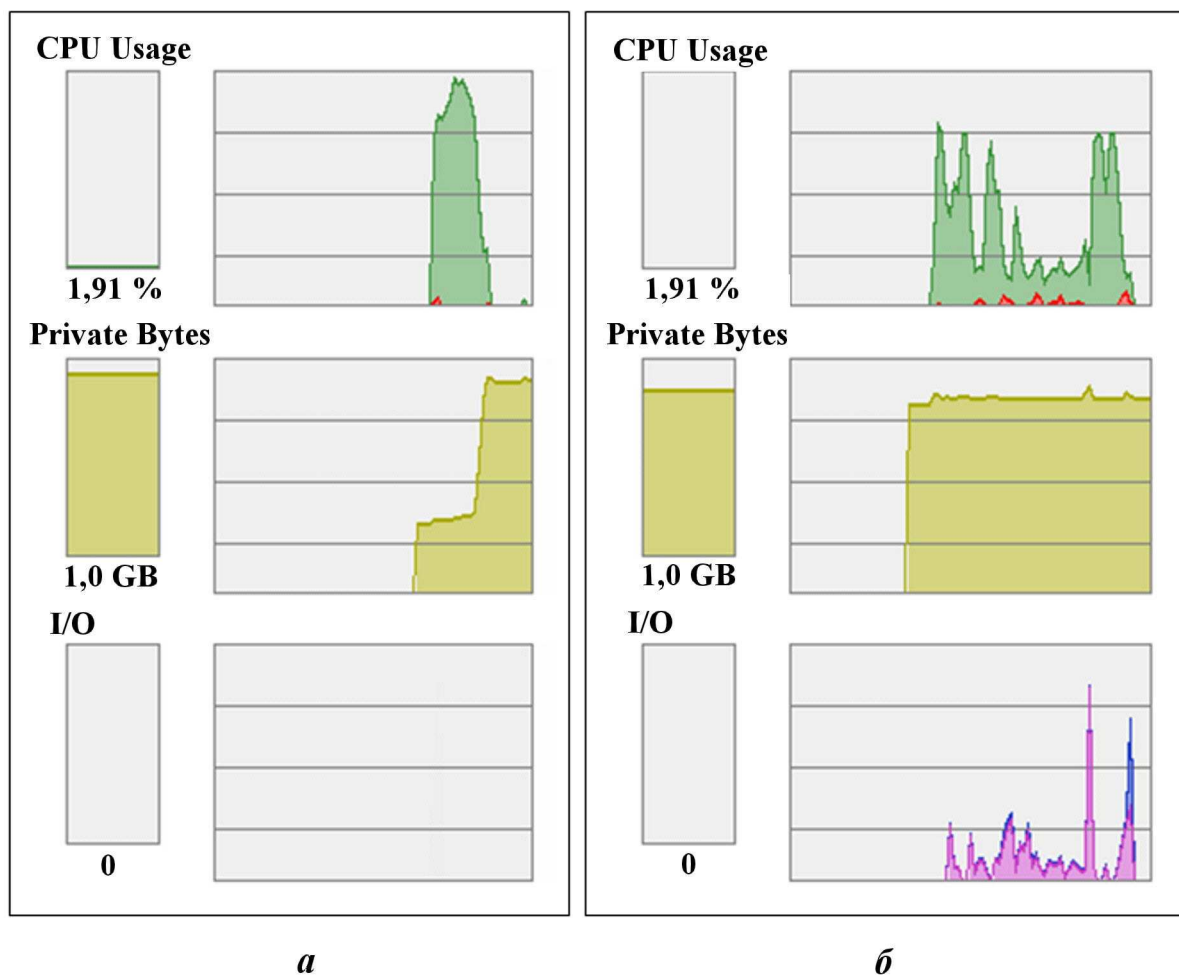 CPU Usage
1,91 %
Private Bytes
1,0 GB
I/O
0
а
CPU Usage
1,91 %
Private Bytes
1,0 GB
I/O
0
б